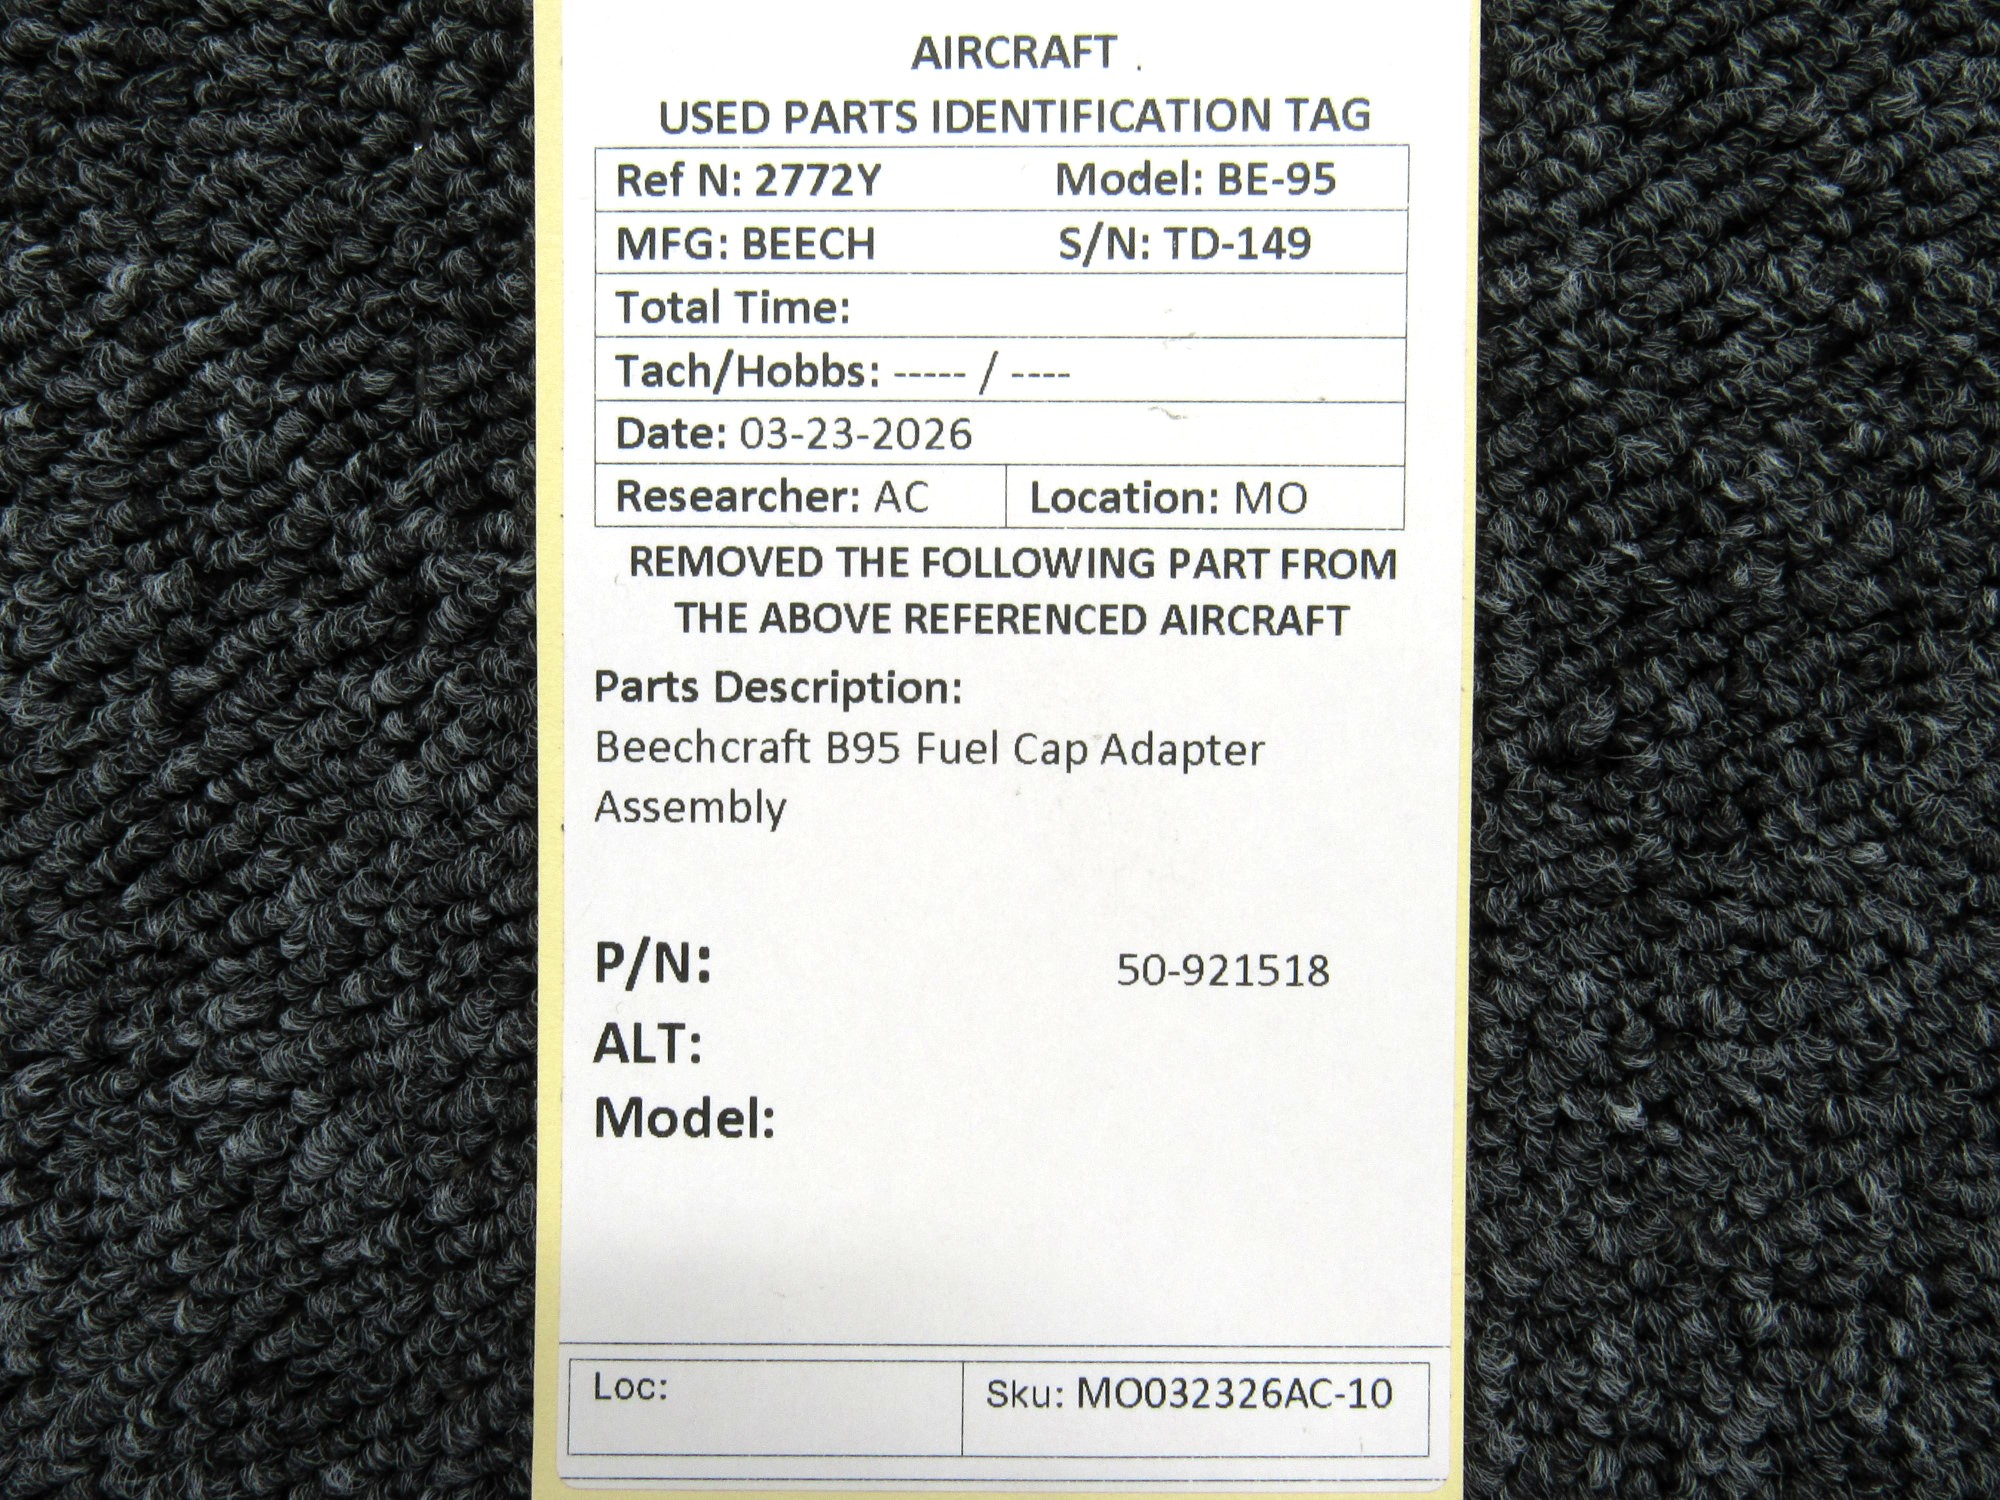 AIRCRAFT .
USED PARTS IDENTIFICATION TAG
Ref N: 2772Y Model: BE-95
MFG: BEECH S/N: TD-149
Total Time:
Tach/Hobbs: ----- / ----
Date: 03-23-2026
Researcher: AC Location: MO
REMOVED THE FOLLOWING PART FROM
THE ABOVE REFERENCED AIRCRAFT
Parts Description:
Beechcraft B95 Fuel Cap Adapter
Assembly
P/N: 50-921518
ALT:
Model:
Loc: Sku: MO032326AC-10